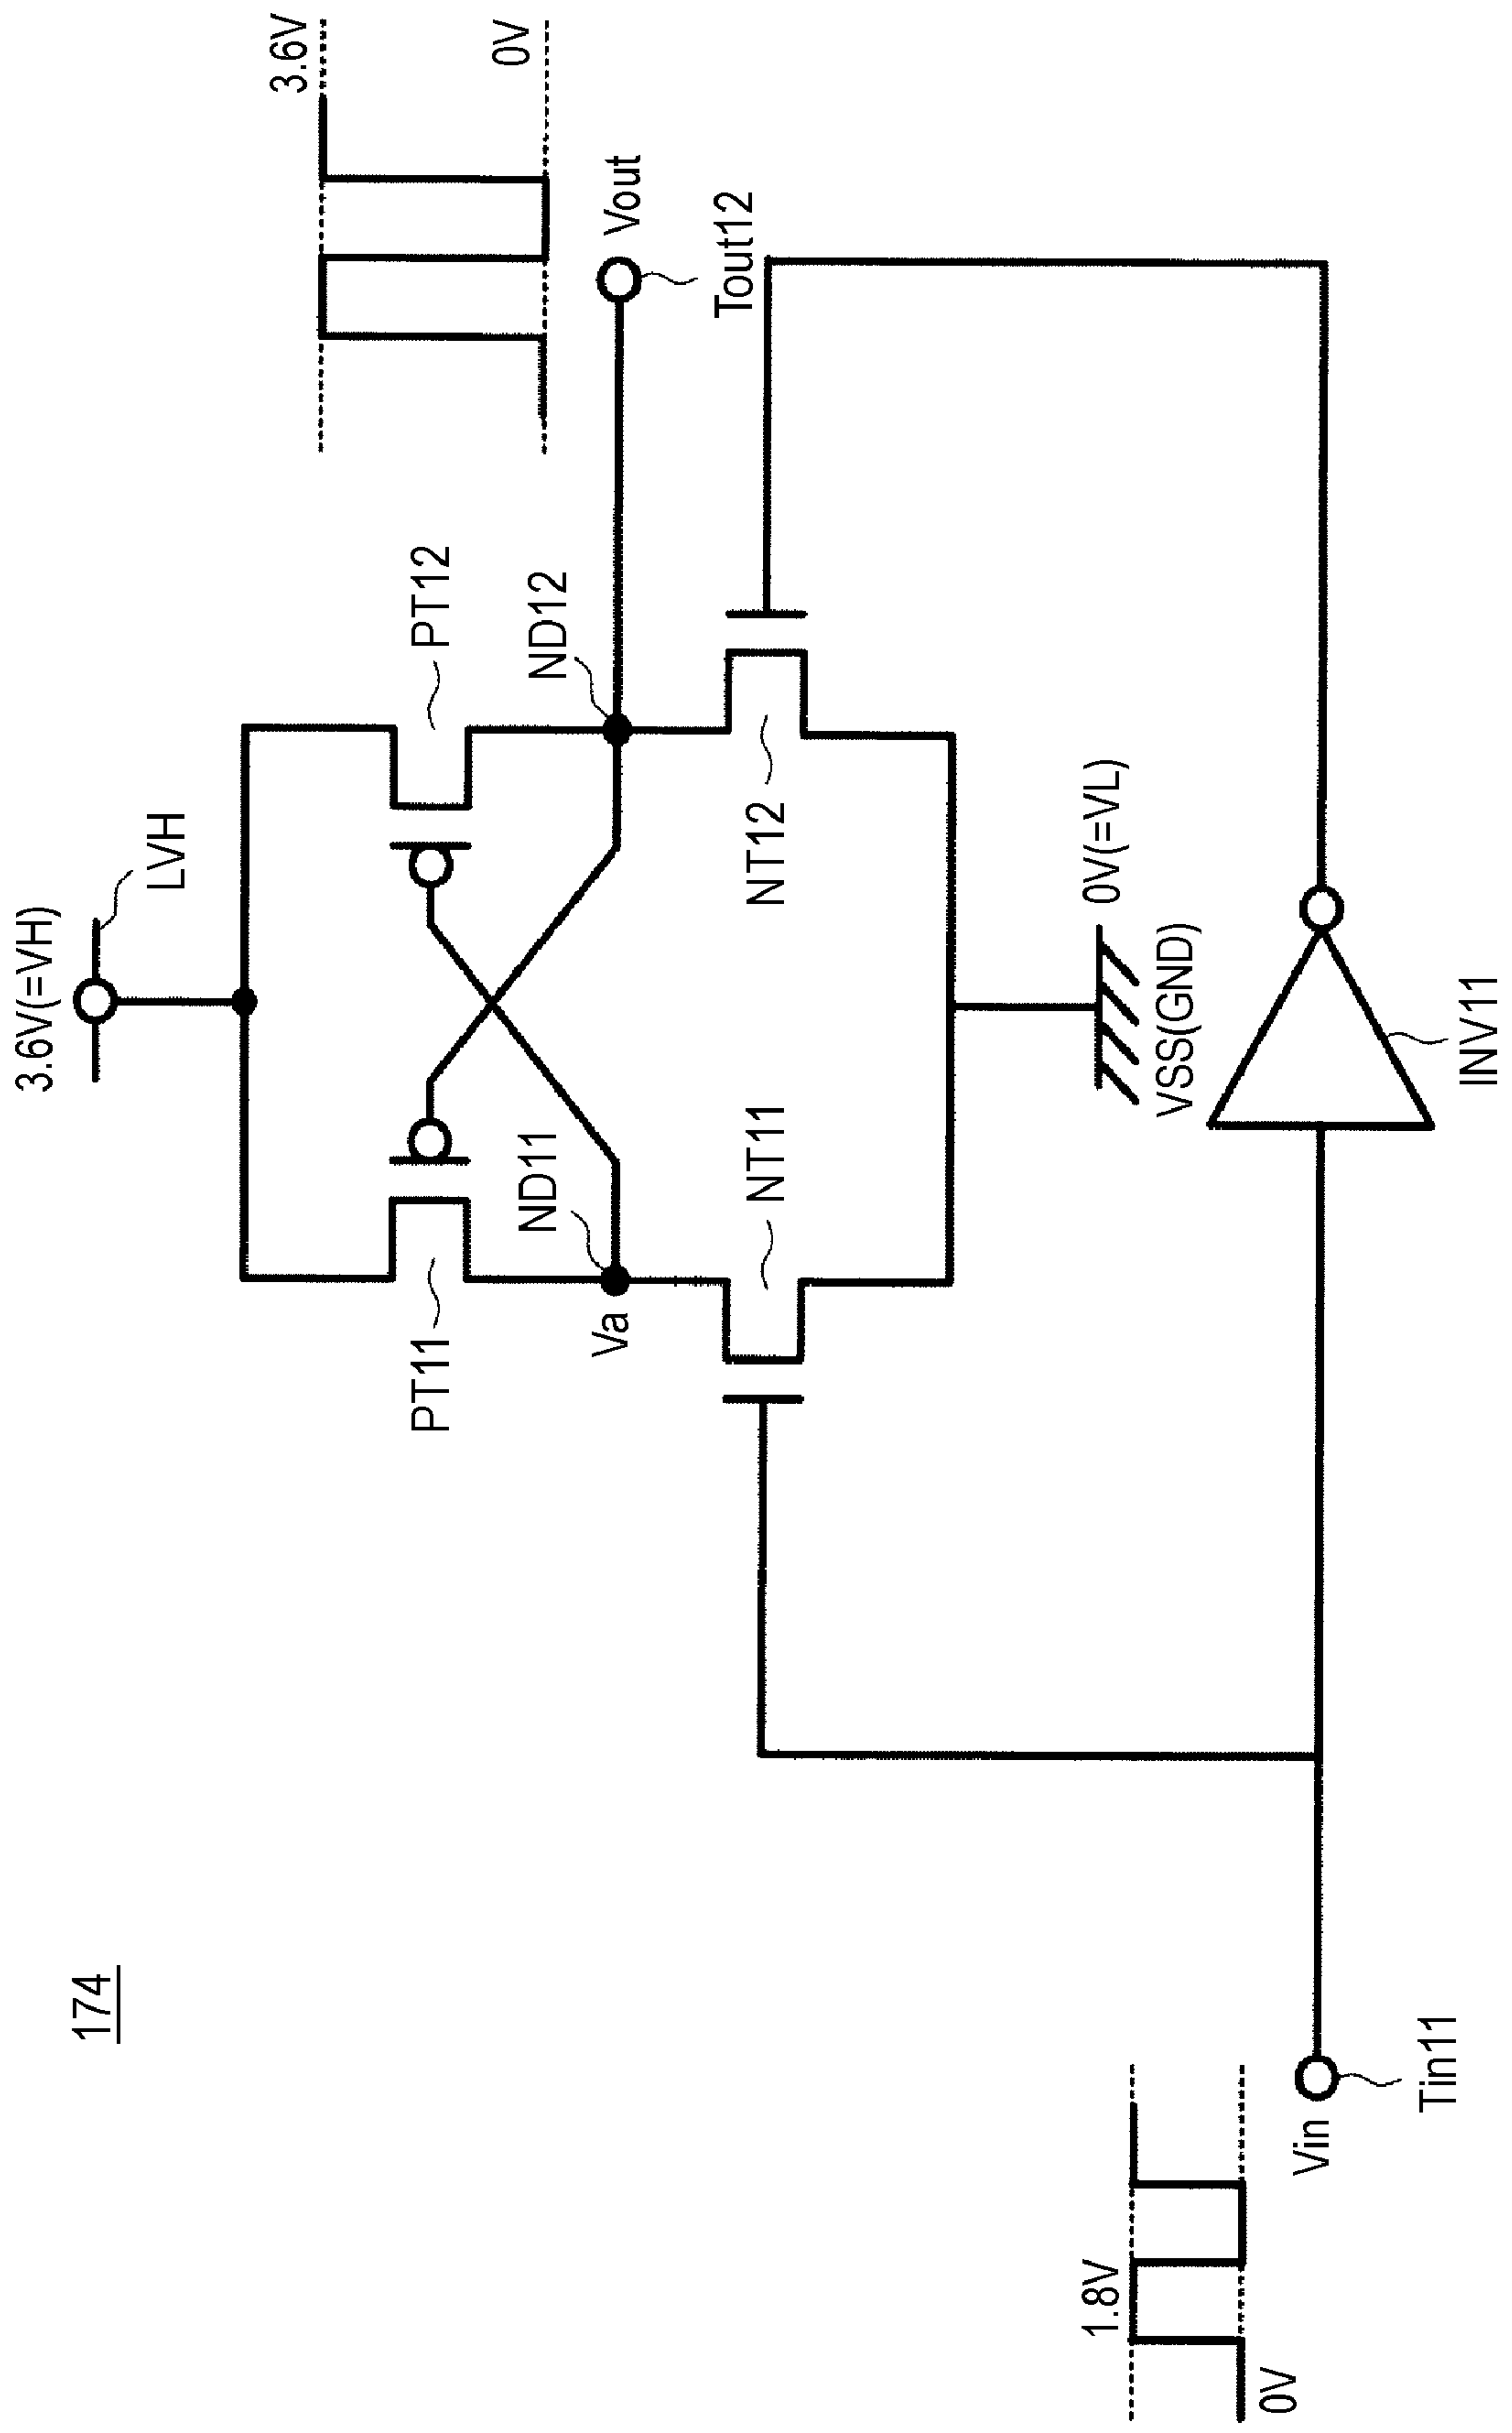 174
3.6V(=VH)
LVH
3.6V
0V
PT11
PT12
ND11
ND12
Va
Vout
Tout12
NT11
NT12
0V(=VL)
VSS(GND)
1.8V
0V
Vin
Tin11
INV11